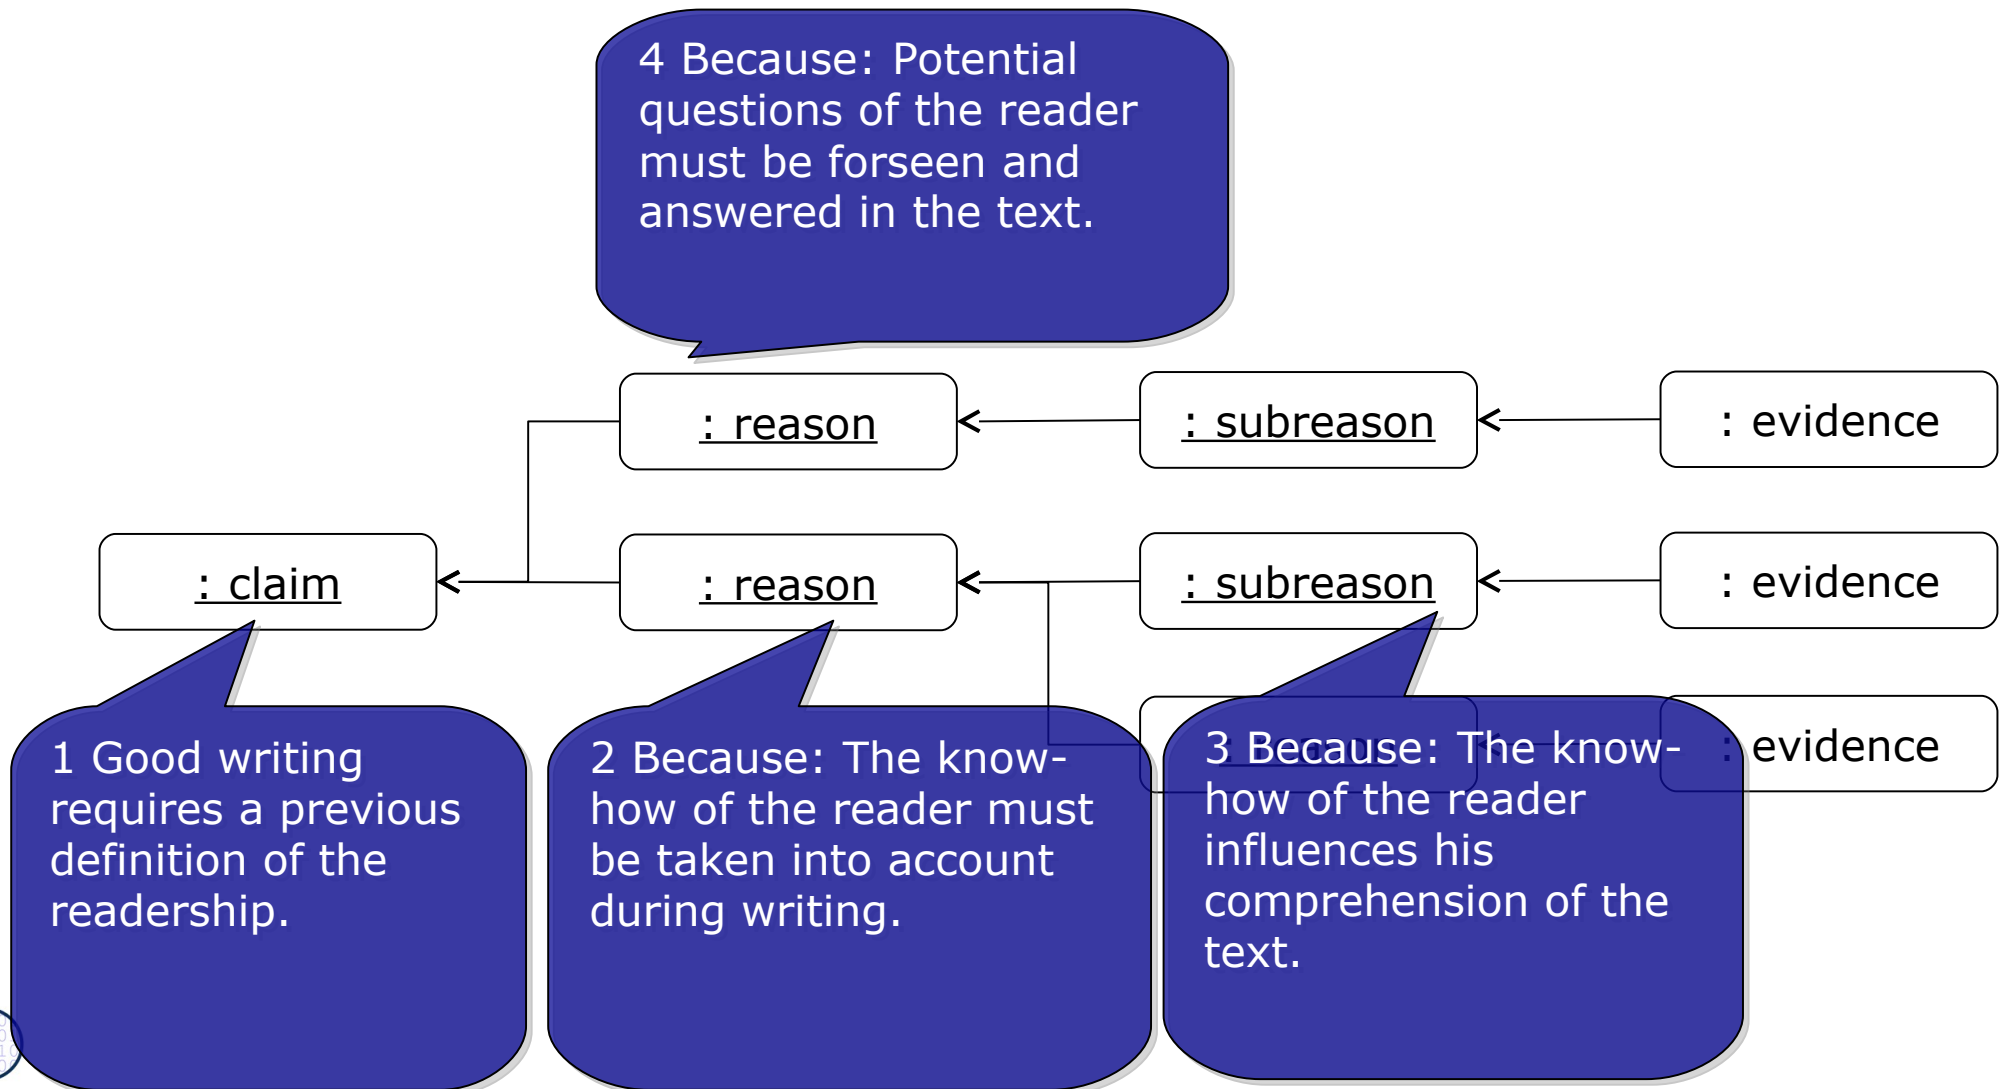 4 Because: Potential
questions of the reader
must be forseen and
answered in the text.
: reason
: subreason
: evidence
: claim
: reason
: subreason
: evidence
: reason
: evidence
1 Good writing
requires a previous
definition of the
readership.
2 Because: The know-
how of the reader must
be taken into account
during writing.
3 Because: The know-
how of the reader
influences his
comprehension of the
text.